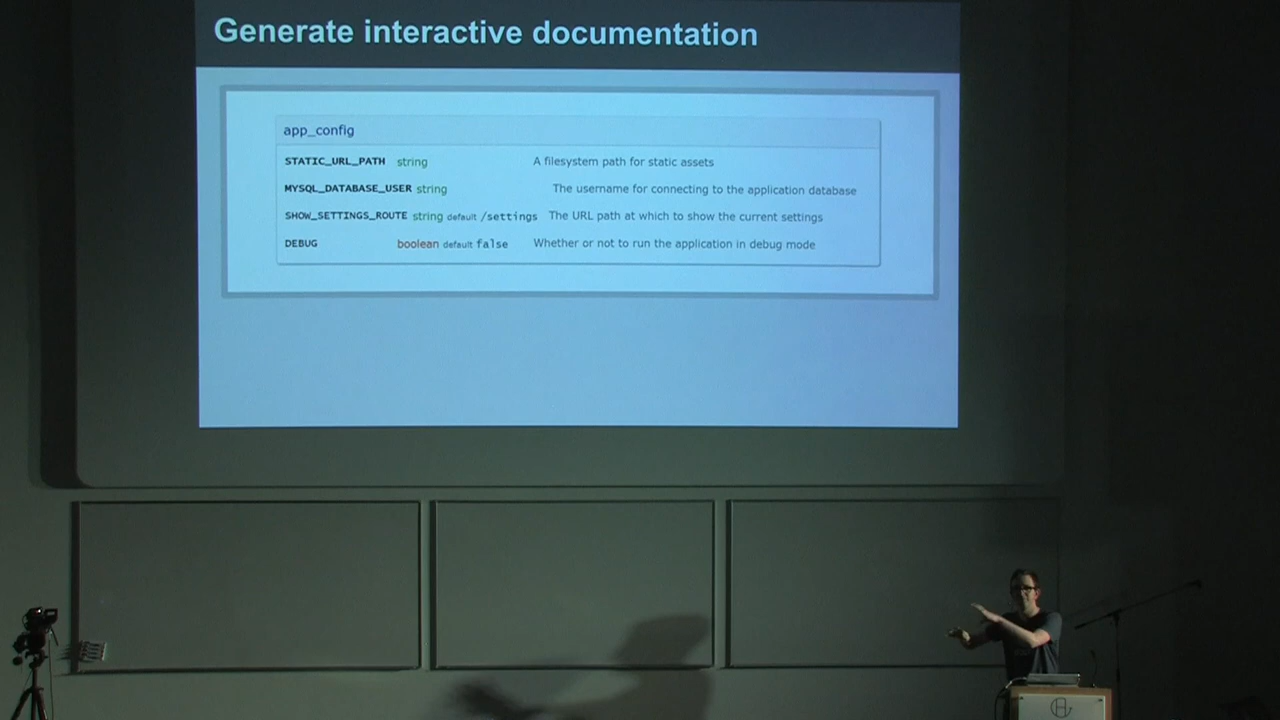 Generate interactive documentation
app_config
STATIC_URL_PATH string A filesystem path for static assets
MYSQL_DATABASE_USER string The username for connecting to the application database
SHOW_SETTINGS_ROUTE string default /settings The URL path at which to show the current settings
DEBUG boolean default false Whether or not to run the application in debug mode